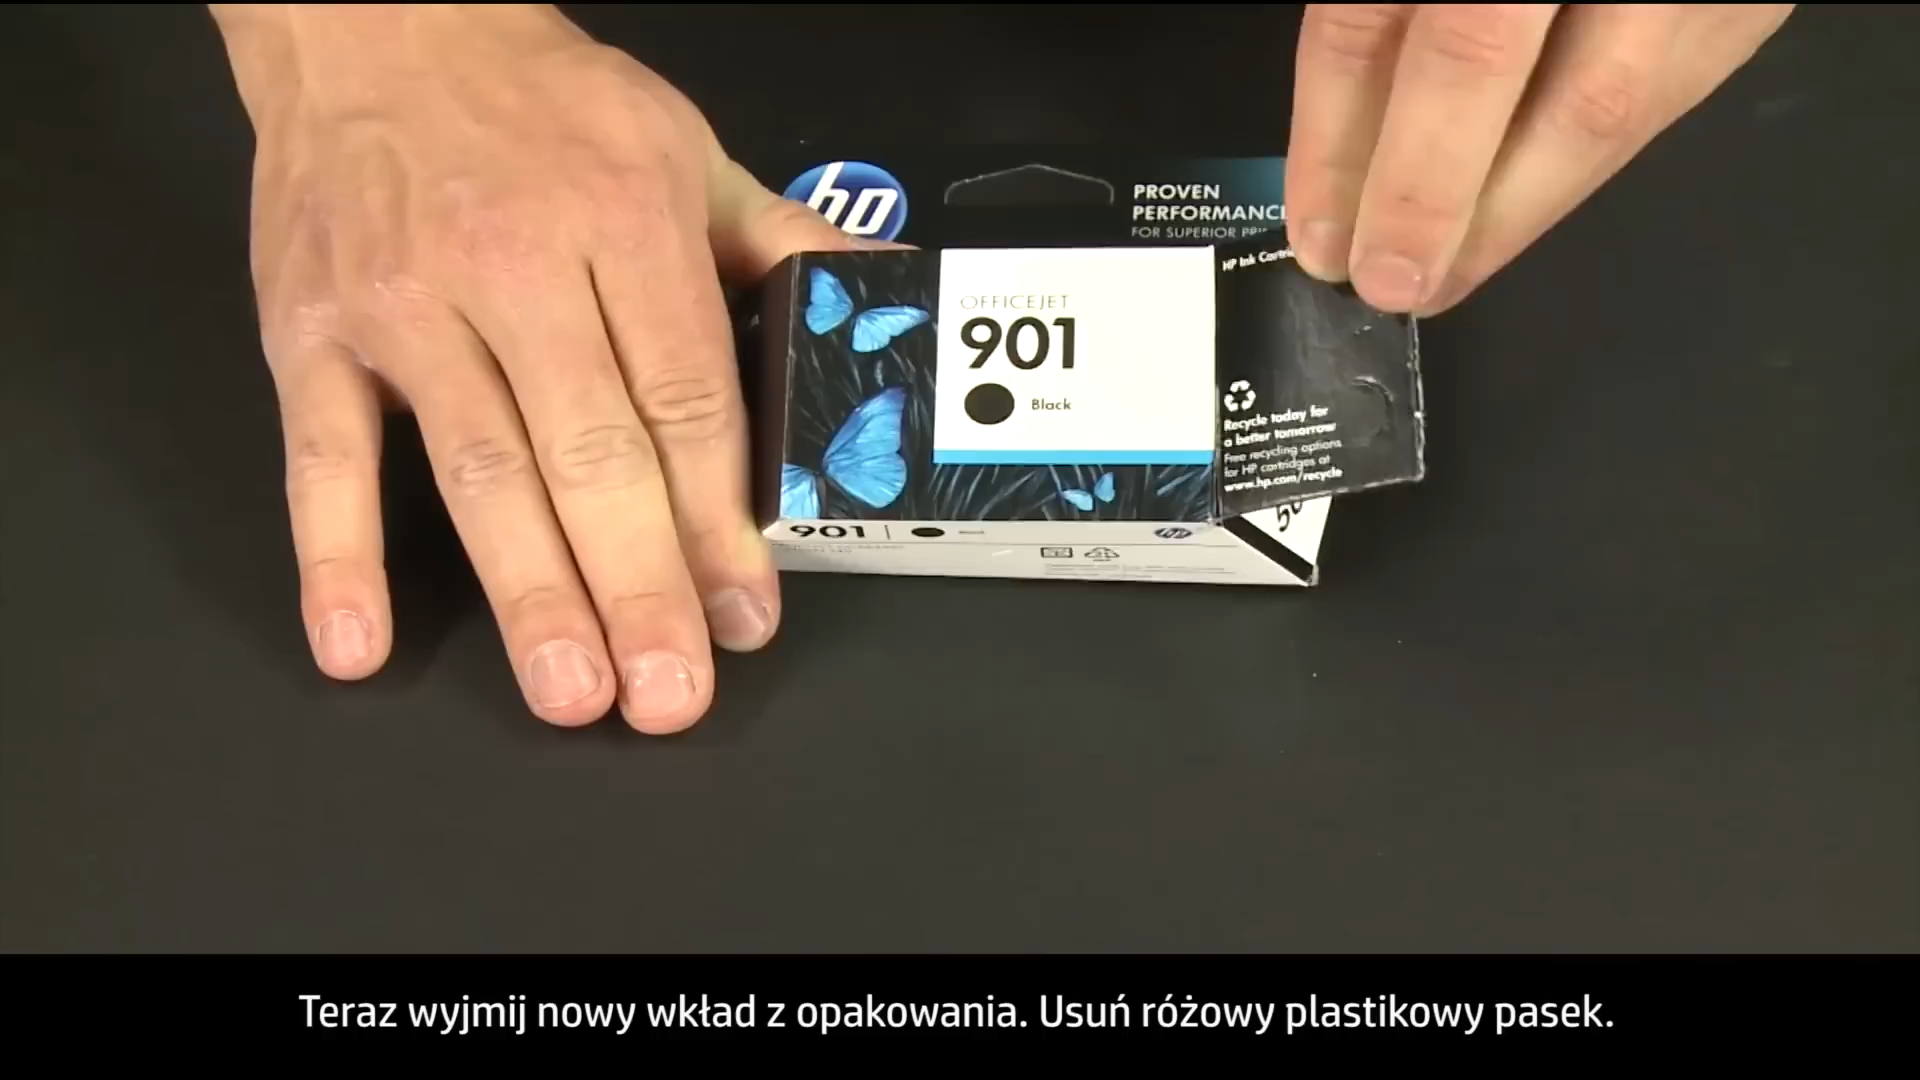 hp
PROVEN
PERFORMANC
FOR SUPERIOR
HP Ink
OFFICEJET
901
Black
Recycle today for
a better tomorrow
Free recycling options
for HP cartridges at
www.hp.com/recycle
901
hp
Teraz wyjmij nowy wkład z opakowania. Usuń różowy plastikowy pasek.